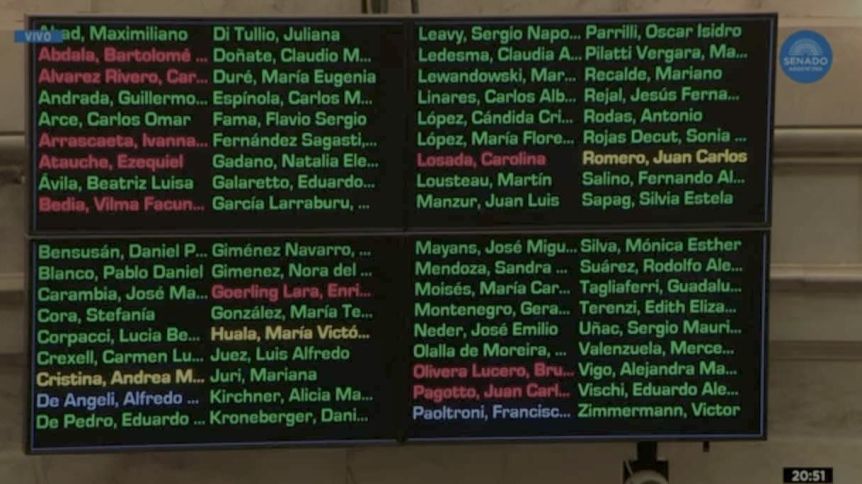 VIVO
SENADO
ARGENTINA
Abad, Maximiliano
Abdala, Bartolomé ...
Alvarez Rivero, Car...
Andrada, Guillermo...
Arce, Carlos Omar
Arrascaeta, Ivanna...
Atauche, Ezequiel
Ávila, Beatriz Luisa
Bedia, Vilma Facun...
Di Tullio, Juliana
Doñate, Claudio M...
Duré, María Eugenia
Espínola, Carlos M...
Fama, Flavio Sergio
Fernández Sagasti,...
Gadano, Natalia Ele...
Galaretto, Eduardo...
García Larraburu, ...
Leavy, Sergio Napo...
Ledesma, Claudia A...
Lewandowski, Mar...
Linares, Carlos Alb...
López, Cándida Cri...
López, María Flore...
Losada, Carolina
Lousteau, Martín
Manzur, Juan Luis
Parrilli, Oscar Isidro
Pilatti Vergara, Ma...
Recalde, Mariano
Rejal, Jesús Ferna...
Rodas, Antonio
Rojas Decut, Sonia ...
Romero, Juan Carlos
Salino, Fernando Al...
Sapag, Silvia Estela
Bensusán, Daniel P...
Blanco, Pablo Daniel
Carambia, José Ma...
Cora, Stefanía
Corpacci, Lucia Be...
Crexell, Carmen Lu...
Cristina, Andrea M...
De Angeli, Alfredo ...
De Pedro, Eduardo ...
Giménez Navarro, ...
Gimenez, Nora del ...
Goerling Lara, Enri...
González, María Te...
Huala, María Victó...
Juez, Luis Alfredo
Juri, Mariana
Kirchner, Alicia Ma...
Kroneberger, Dani...
Mayans, José Migu...
Mendoza, Sandra ...
Moisés, María Car...
Montenegro, Gera...
Neder, José Emilio
Olalla de Moreira, ...
Olivera Lucero, Bru...
Pagotto, Juan Carl...
Paoltroni, Francisc...
Silva, Mónica Esther
Suárez, Rodolfo Ale...
Tagliaferri, Guadalu...
Terenzi, Edith Eliza...
Uñac, Sergio Mauri...
Valenzuela, Merce...
Vigo, Alejandra Ma...
Vischi, Eduardo Ale...
Zimmermann, Victor
20:51